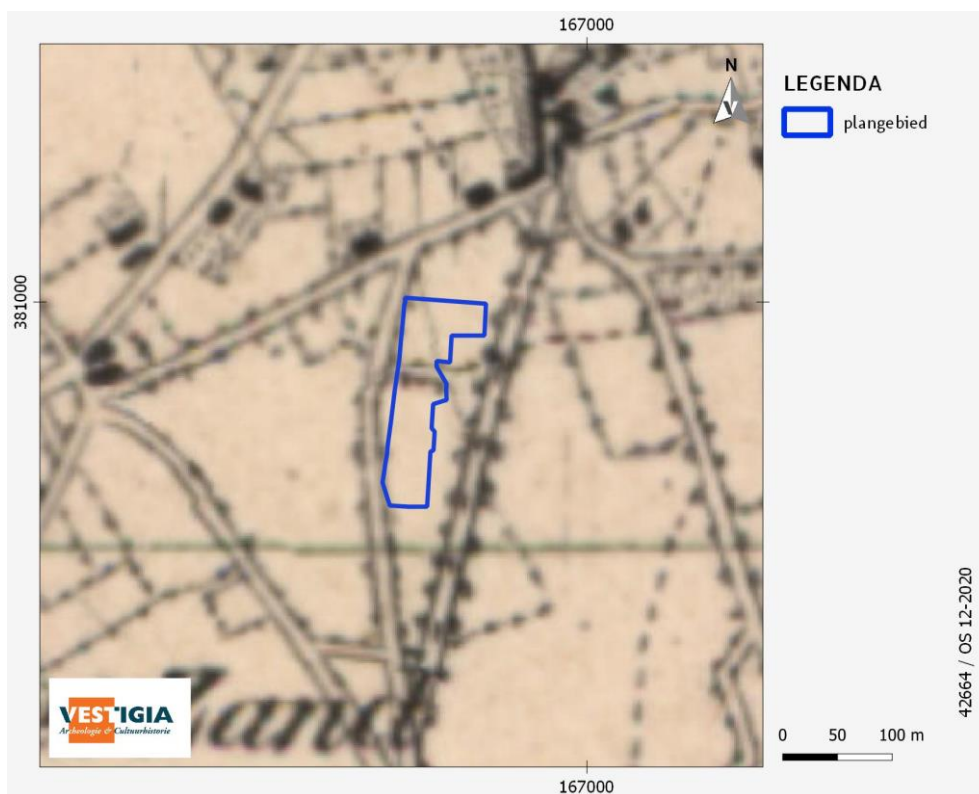 167000
N
LEGENDA
plangebied
381000
VESTIGIA
Archeologie & Cultuurhistorie
42664 / OS 12-2020
0 50 100 m
167000